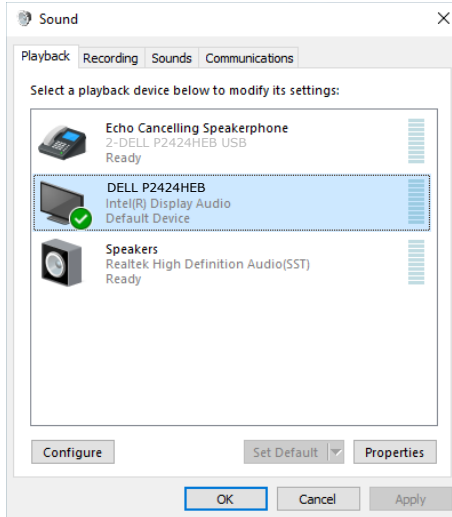 Sound
Playback Recording Sounds Communications
Select a playback device below to modify its settings:
Echo Cancelling Speakerphone
2-DELL P2424HEB USB
Ready
DELL P2424HEB
Intel(R) Display Audio
Default Device
Speakers
Realtek High Definition Audio(SST)
Ready
Configure Set Default Properties
OK Cancel Apply